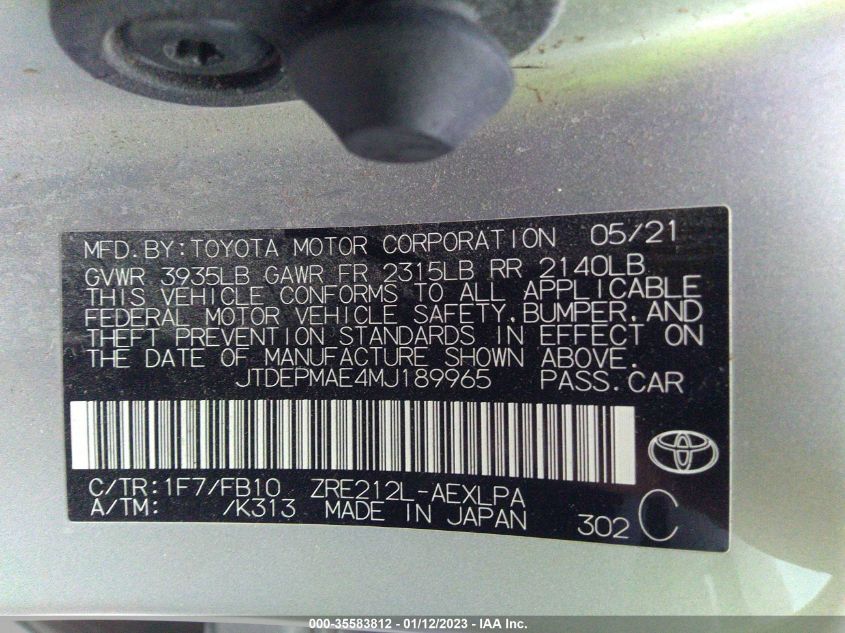 MFD.BY:TOYOTA MOTOR CORPORATION 05/21
GVWR 3935LB GAWR FR 2315LB RR 2140LB
THIS VEHICLE CONFORMS TO ALL APPLICABLE
FEDERAL MOTOR VEHICLE SAFETY,BUMPER,AND
THEFT PREVENTION STANDARDS IN EFFECT ON
THE DATE OF MANUFACTURE SHOWN ABOVE.
JTDEPMAE4MJ189965 PASS.CAR
C/TR:1F7/FB10 ZRE212L-AEXLPA
A/TM: /K313 MADE IN JAPAN 302 C
000-35583812 - 01/12/2023 - IAA Inc.